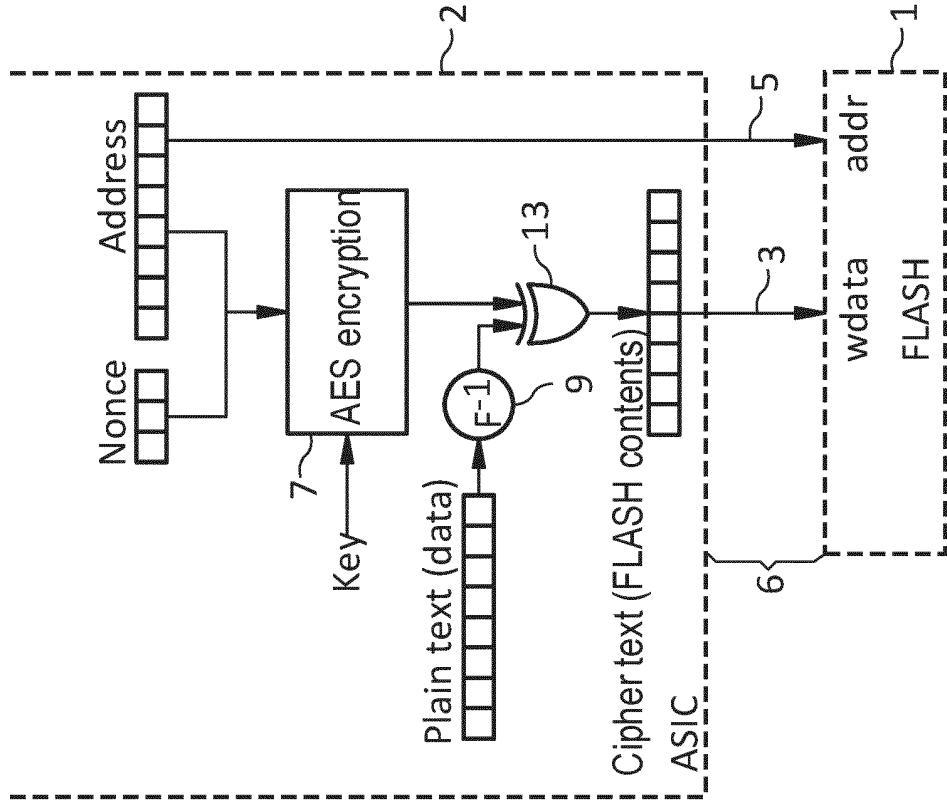 Nonce
Address
2
Key
7
AES encryption
Plain text (data)
F-1
9
13
Cipher text (FLASH contents)
ASIC
6
3
5
wdata
addr
FLASH
1